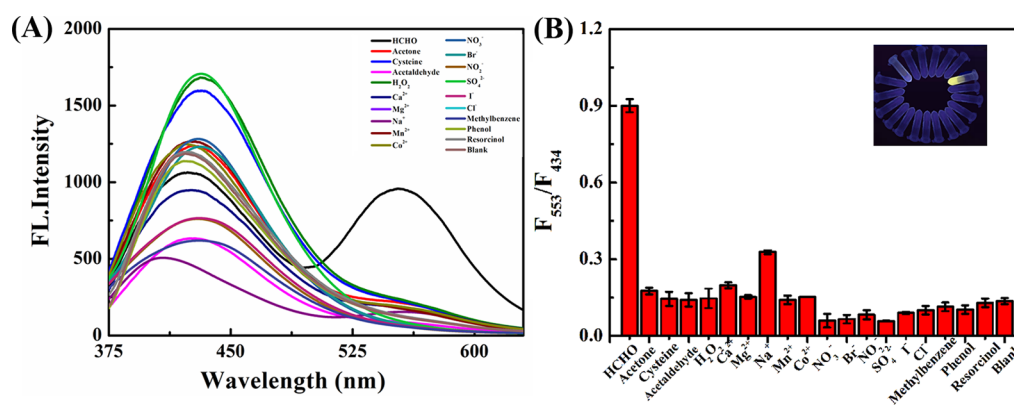 (A)
2000
1500
1000
500
0
375
450
525
600
FL.Intensity
Wavelength (nm)
HCHO
Acetone
Cysteine
Acetaldehyde
H₂O₂
Ca²⁺
Mg²⁺
Na⁺
Mn²⁺
Co²⁺
NO₃⁻
Br⁻
NO₂⁻
SO₄²⁻
I⁻
Cl⁻
Methylbenzene
Phenol
Resorcinol
Blank
(B)
1.2
0.9
0.6
0.3
0.0
F₅₅₃/F₄₃₄
HCHO
Acetone
Cysteine
Acetaldehyde
H₂O₂
Ca²⁺
Mg²⁺
Na⁺
Mn²⁺
Co²⁺
NO₃⁻
Br⁻
NO₂⁻
SO₄²⁻
I⁻
Cl⁻
Methylbenzene
Phenol
Resorcinol
Blank